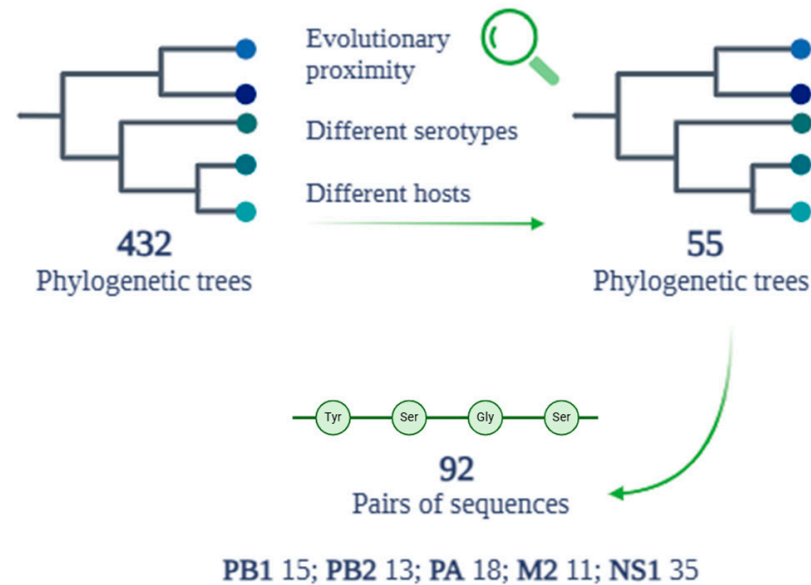 Evolutionary
proximity
Different serotypes
Different hosts
432
Phylogenetic trees
55
Phylogenetic trees
Tyr Ser Gly Ser
92
Pairs of sequences
PB1 15; PB2 13; PA 18; M2 11; NS1 35